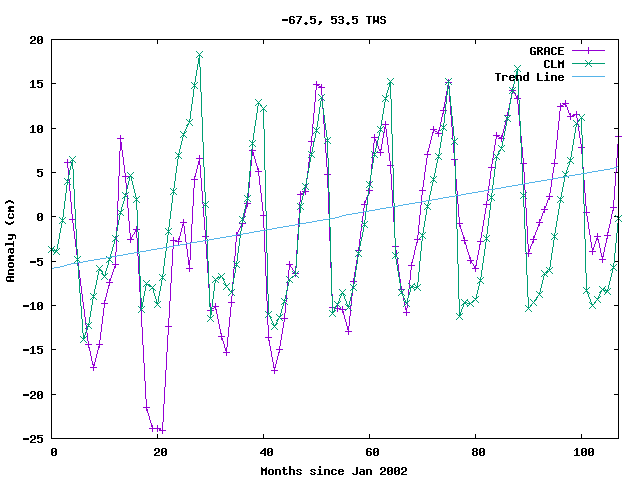 -67.5, 53.5 TWS
GRACE
CLM
Trend Line
20
15
10
5
0
-5
-10
-15
-20
-25
Anomaly (cm)
0 20 40 60 80 100
Months since Jan 2002